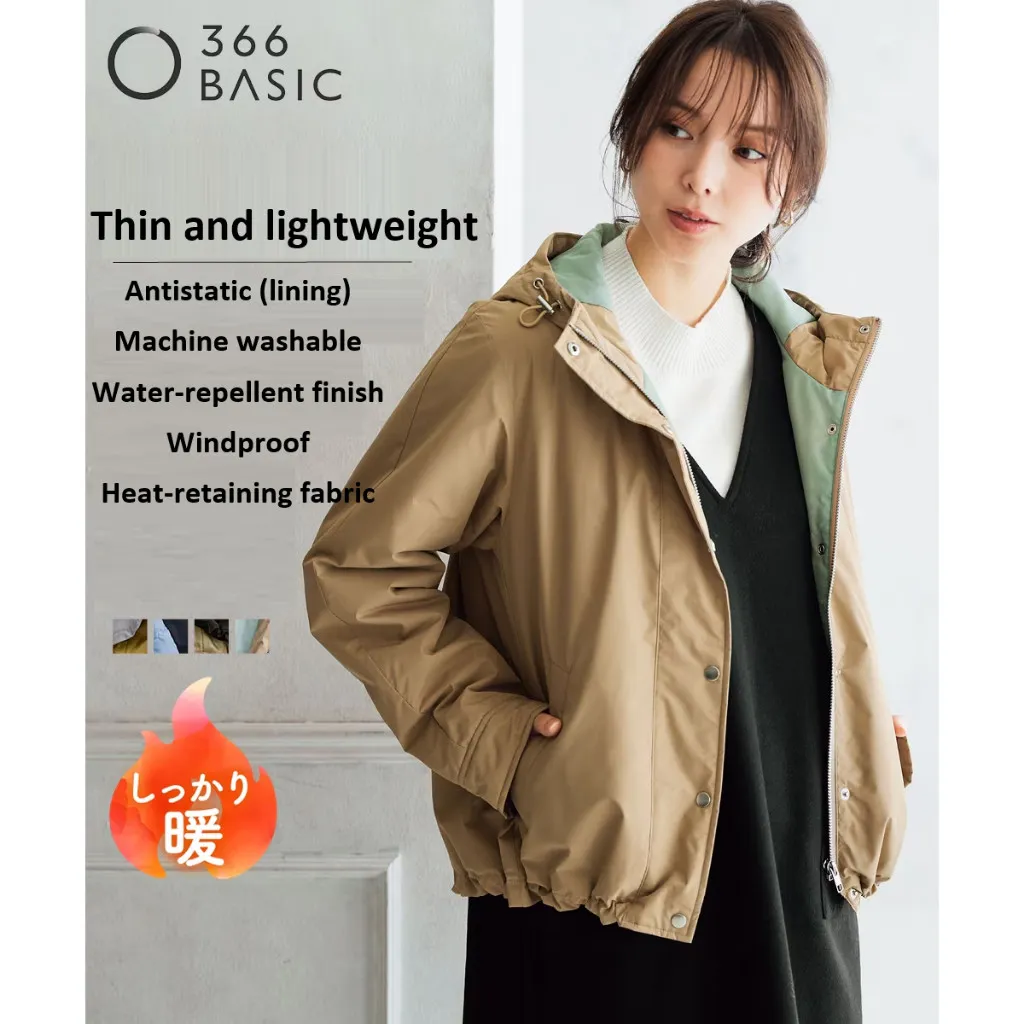 366
BASIC
Thin and lightweight
Antistatic (lining)
Machine washable
Water-repellent finish
Windproof
Heat-retaining fabric
しっかり
暖